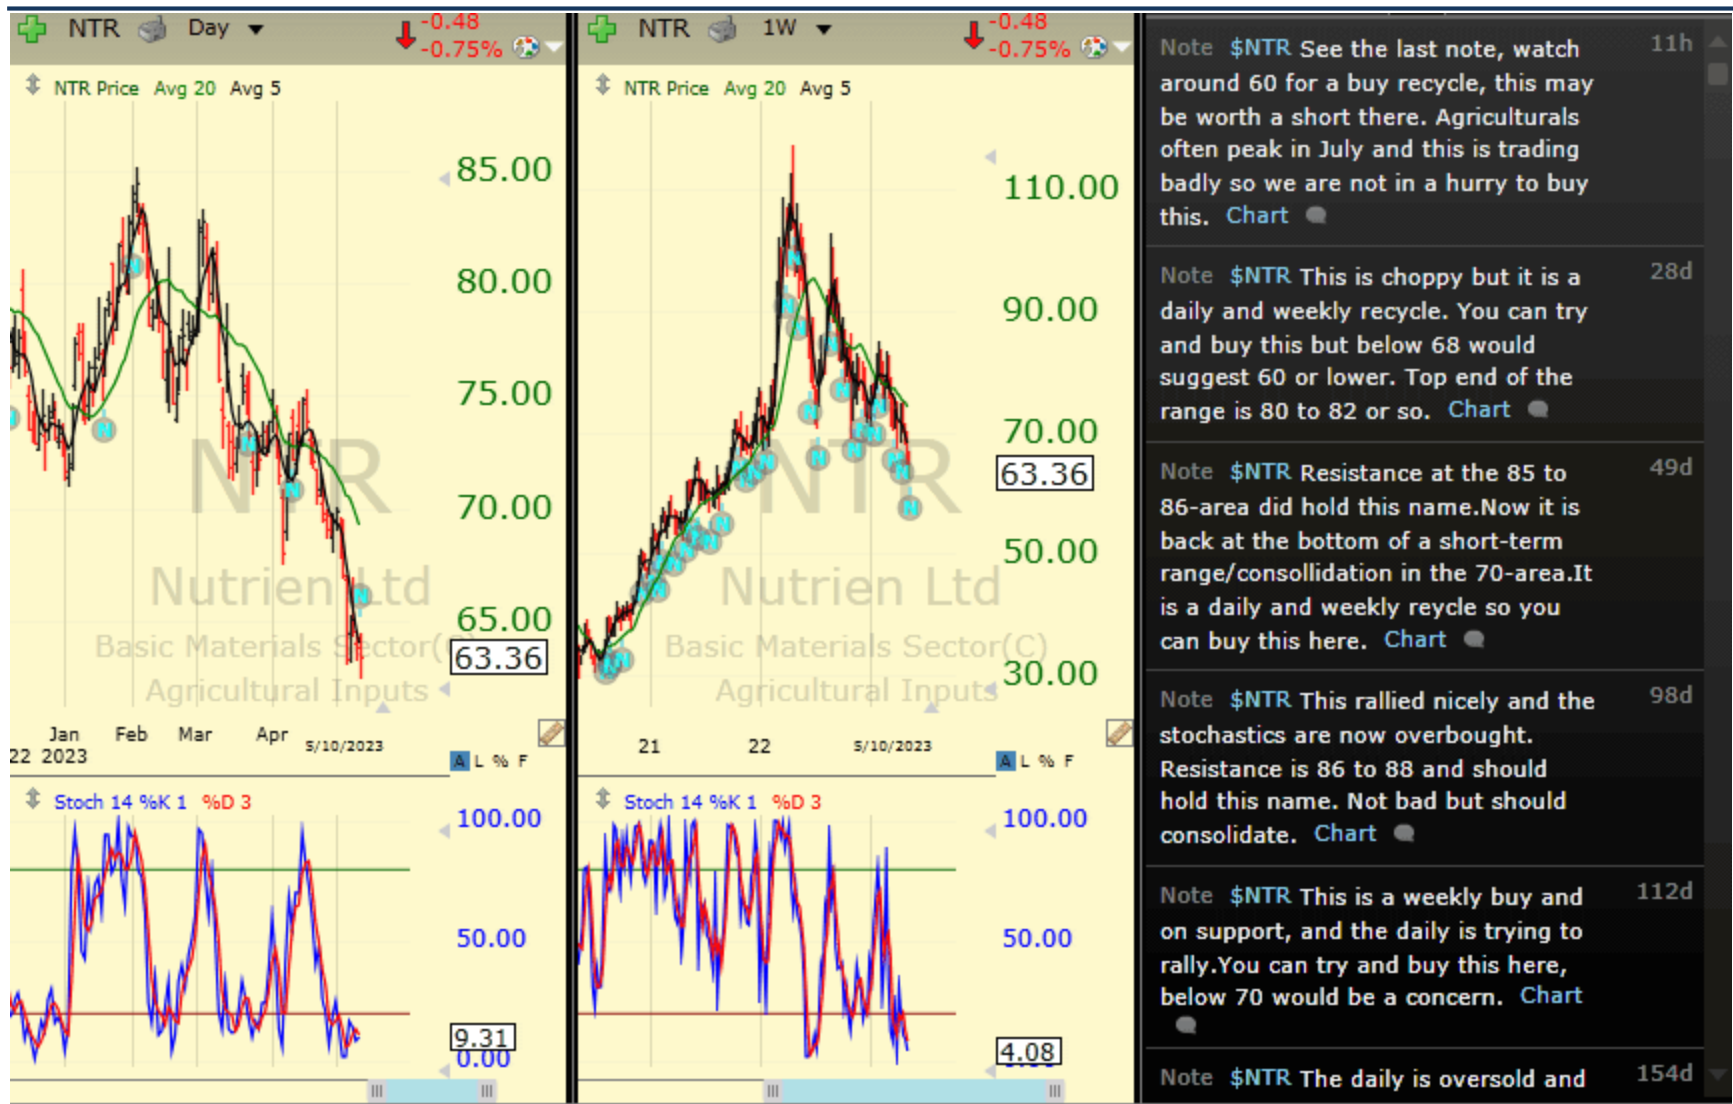 NTR Day
-0.48
-0.75%
NTR Price Avg 20 Avg 5
85.00
80.00
75.00
70.00
65.00
63.36
NTR
Nutrien Ltd
Basic Materials Sector(
Agricultural Inputs
Jan Feb Mar Apr 5/10/2023
22 2023
A L % F
Stoch 14 %K 1 %D 3
100.00
50.00
9.31
0.00
NTR 1W
-0.48
-0.75%
NTR Price Avg 20 Avg 5
110.00
90.00
70.00
63.36
50.00
30.00
NTR
Nutrien Ltd
Basic Materials Sector(C)
Agricultural Inputs
21 22 5/10/2023
A L % F
Stoch 14 %K 1 %D 3
100.00
50.00
4.08
Note $NTR See the last note, watch 11h
around 60 for a buy recycle, this may
be worth a short there. Agriculturals
often peak in July and this is trading
badly so we are not in a hurry to buy
this. Chart
Note $NTR This is choppy but it is a 28d
daily and weekly recycle. You can try
and buy this but below 68 would
suggest 60 or lower. Top end of the
range is 80 to 82 or so. Chart
Note $NTR Resistance at the 85 to 49d
86-area did hold this name.Now it is
back at the bottom of a short-term
range/consollidation in the 70-area.It
is a daily and weekly reycle so you
can buy this here. Chart
Note $NTR This rallied nicely and the 98d
stochastics are now overbought.
Resistance is 86 to 88 and should
hold this name. Not bad but should
consolidate. Chart
Note $NTR This is a weekly buy and 112d
on support, and the daily is trying to
rally.You can try and buy this here,
below 70 would be a concern. Chart
Note $NTR The daily is oversold and 154d